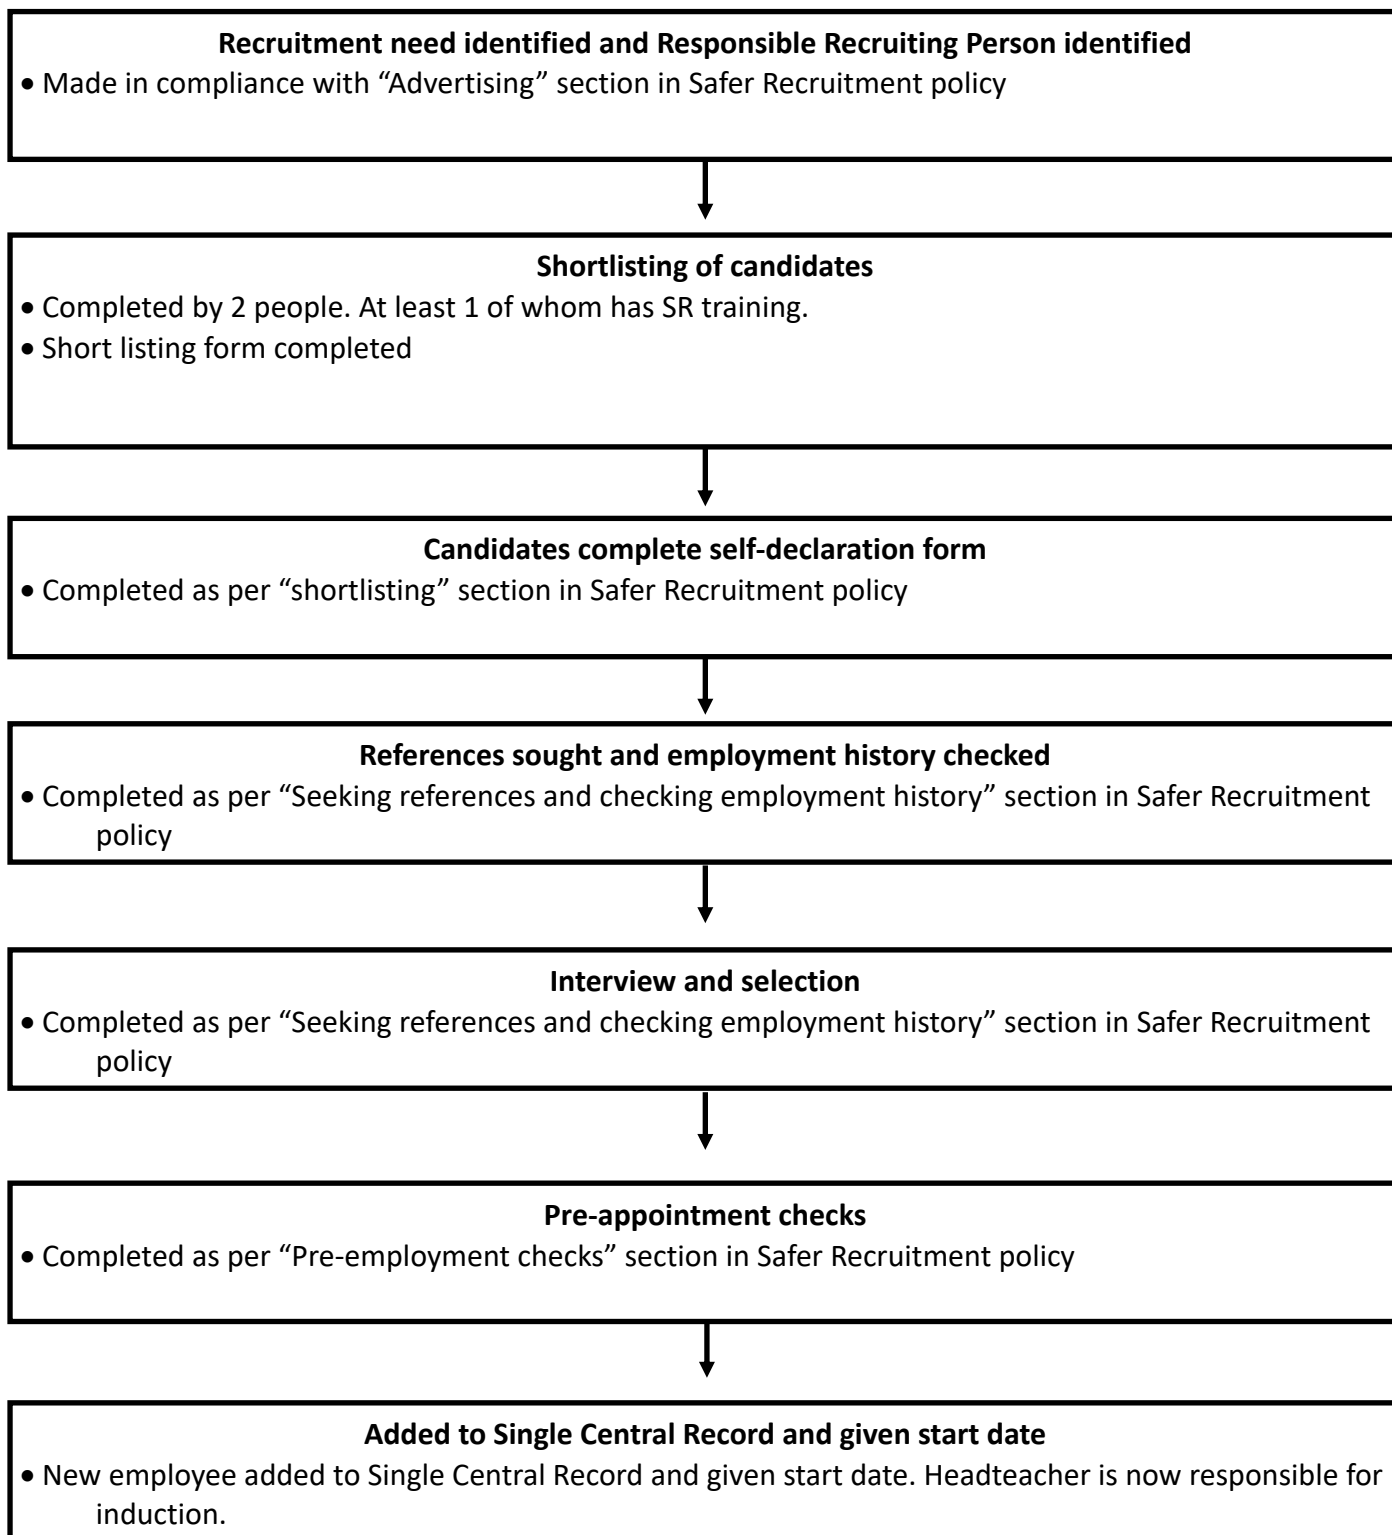 Recruitment need identified and Responsible Recruiting Person identified
• Made in compliance with “Advertising” section in Safer Recruitment policy
Shortlisting of candidates
• Completed by 2 people. At least 1 of whom has SR training.
• Short listing form completed
Candidates complete self-declaration form
• Completed as per “shortlisting” section in Safer Recruitment policy
References sought and employment history checked
• Completed as per “Seeking references and checking employment history” section in Safer Recruitment
policy
Interview and selection
• Completed as per “Seeking references and checking employment history” section in Safer Recruitment
policy
Pre-appointment checks
• Completed as per “Pre-employment checks” section in Safer Recruitment policy
Added to Single Central Record and given start date
• New employee added to Single Central Record and given start date. Headteacher is now responsible for
induction.